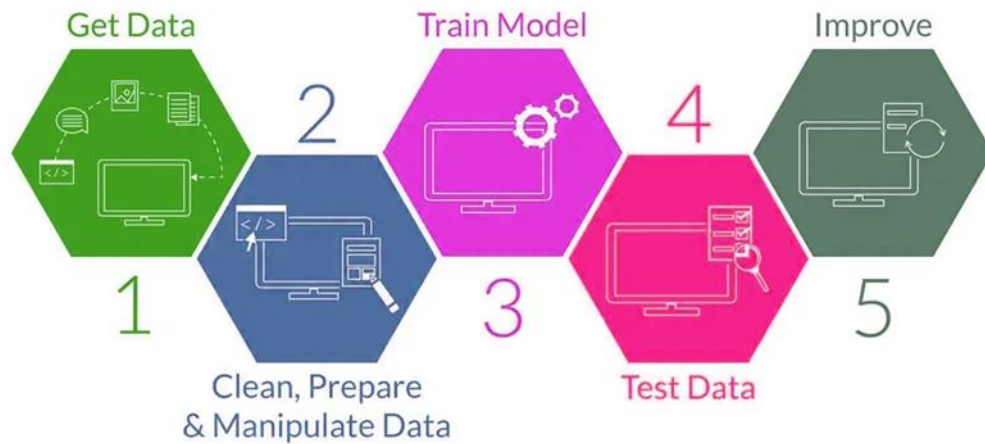 Get Data
Train Model
Improve
2
4
</>
</>
1
3
5
Clean, Prepare
& Manipulate Data
Test Data